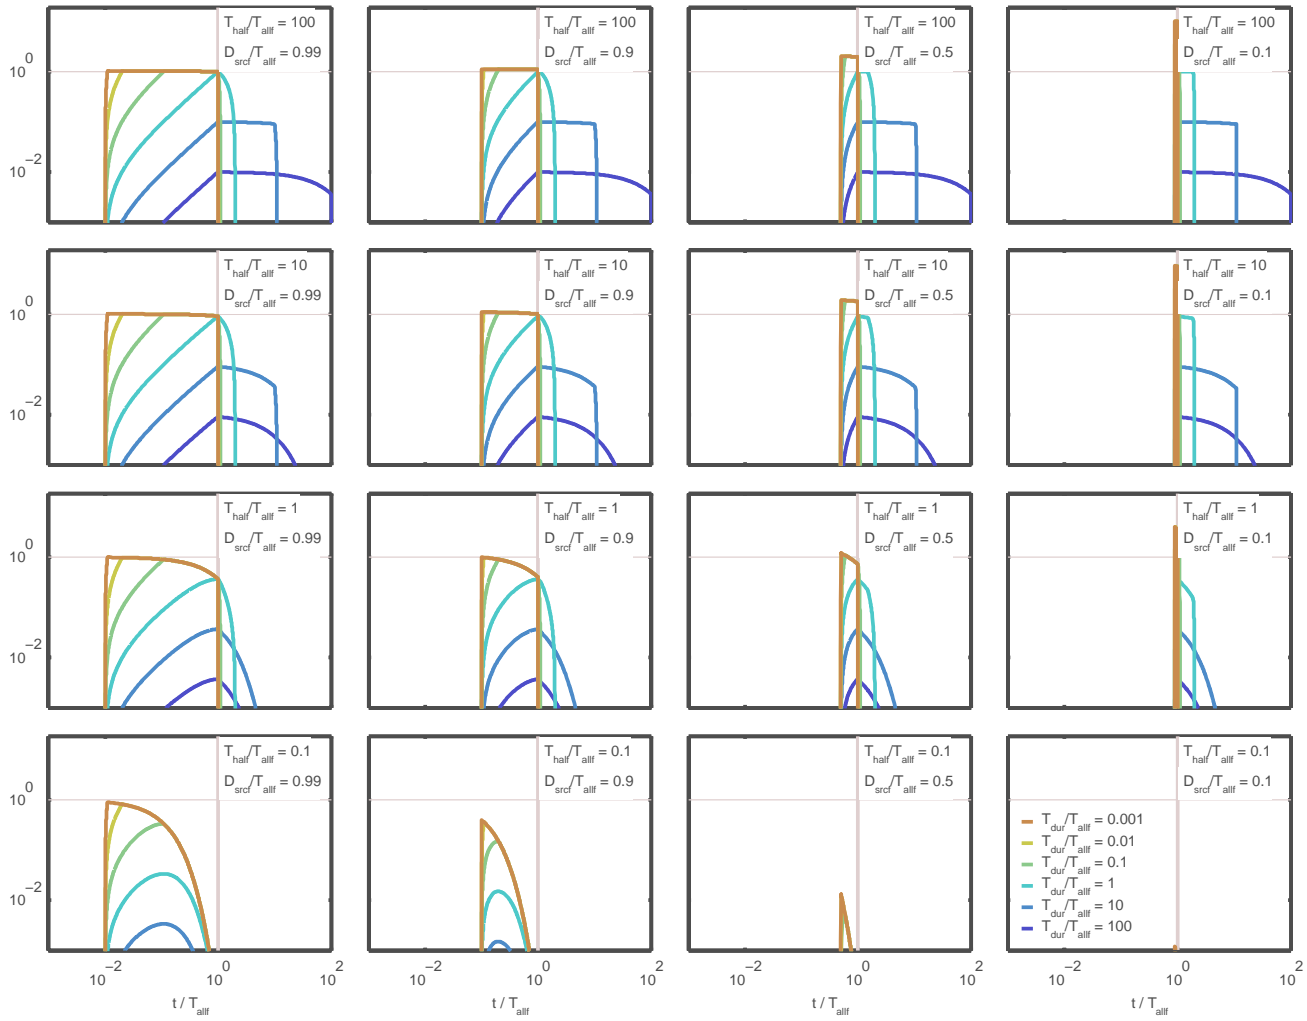 T_half/T_allf = 100
D_srcf/T_allf = 0.99
T_half/T_allf = 100
D_srcf/T_allf = 0.9
T_half/T_allf = 100
D_srcf/T_allf = 0.5
T_half/T_allf = 100
D_srcf/T_allf = 0.1
10^0
10^−2
T_half/T_allf = 10
D_srcf/T_allf = 0.99
T_half/T_allf = 10
D_srcf/T_allf = 0.9
T_half/T_allf = 10
D_srcf/T_allf = 0.5
T_half/T_allf = 10
D_srcf/T_allf = 0.1
10^0
10^−2
T_half/T_allf = 1
D_srcf/T_allf = 0.99
T_half/T_allf = 1
D_srcf/T_allf = 0.9
T_half/T_allf = 1
D_srcf/T_allf = 0.5
T_half/T_allf = 1
D_srcf/T_allf = 0.1
10^0
10^−2
T_half/T_allf = 0.1
D_srcf/T_allf = 0.99
T_half/T_allf = 0.1
D_srcf/T_allf = 0.9
T_half/T_allf = 0.1
D_srcf/T_allf = 0.5
T_half/T_allf = 0.1
D_srcf/T_allf = 0.1
10^0
10^−2
T_dur/T_allf = 0.001
T_dur/T_allf = 0.01
T_dur/T_allf = 0.1
T_dur/T_allf = 1
T_dur/T_allf = 10
T_dur/T_allf = 100
10^−2 10^0 10^2
10^−2 10^0 10^2
10^−2 10^0 10^2
10^−2 10^0 10^2
t / T_allf
t / T_allf
t / T_allf
t / T_allf